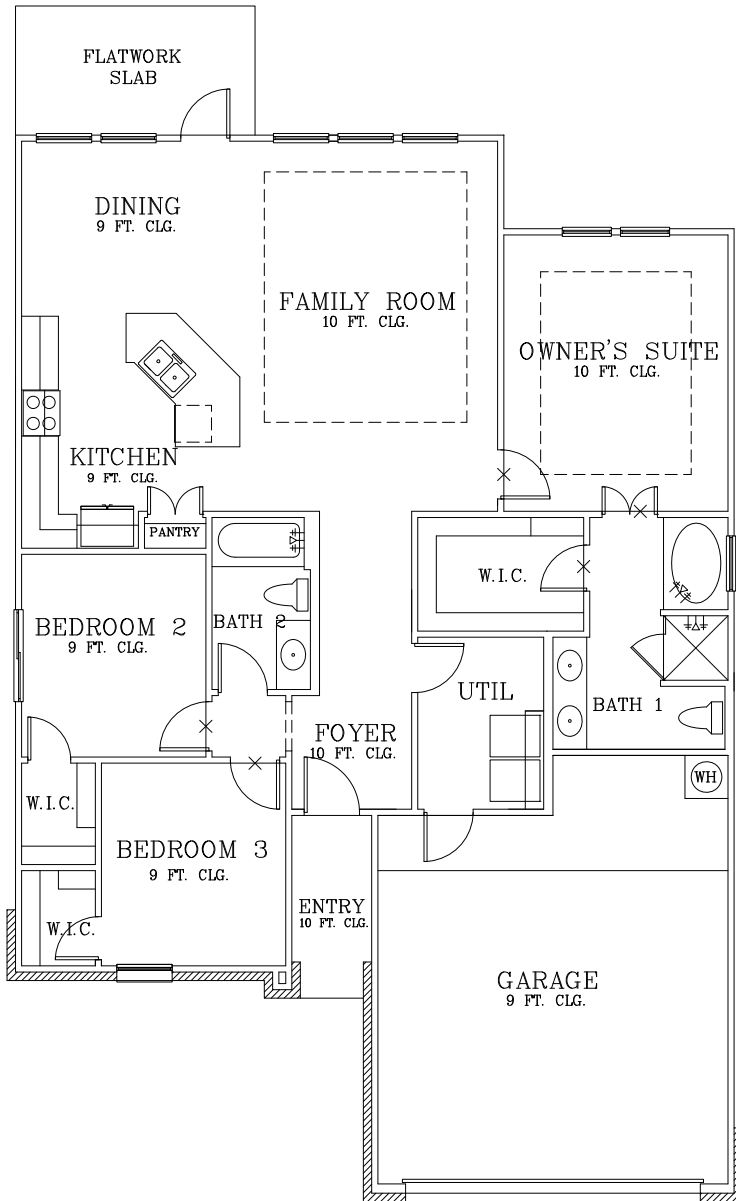 FLATWORK
SLAB
DINING
9 FT. CLG.
FAMILY ROOM
10 FT. CLG.
OWNER'S SUITE
10 FT. CLG.
KITCHEN
9 FT. CLG.
PANTRY
W.I.C.
BEDROOM 2
9 FT. CLG.
BATH 2
UTIL
BATH 1
FOYER
10 FT. CLG.
WH
W.I.C.
BEDROOM 3
9 FT. CLG.
ENTRY
10 FT. CLG.
W.I.C.
GARAGE
9 FT. CLG.